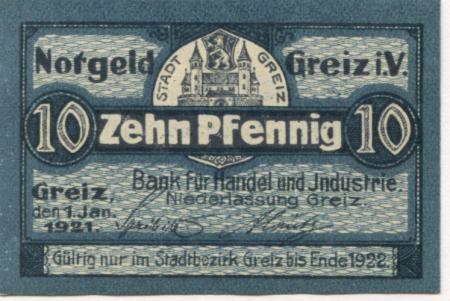 Notgeld Greiz i.V.
STADT GREIZ
10 Zehn Pfennig 10
Bank für Handel und Industrie.
Niederlassung Greiz.
Greiz,
den 1. Jan.
1921.
Gültig nur im Stadtbezirk Greiz bis Ende 1922.